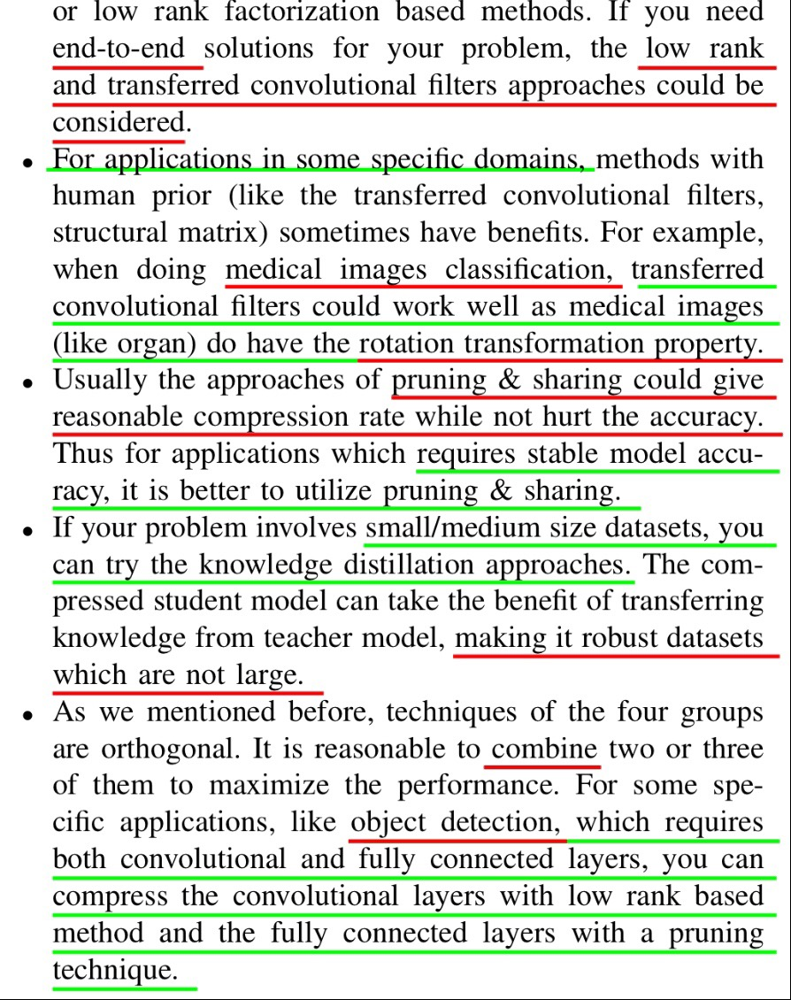 or low rank factorization based methods. If you need
end-to-end solutions for your problem, the low rank
and transferred convolutional filters approaches could be
considered.
• For applications in some specific domains, methods with
human prior (like the transferred convolutional filters,
structural matrix) sometimes have benefits. For example,
when doing medical images classification, transferred
convolutional filters could work well as medical images
(like organ) do have the rotation transformation property.
• Usually the approaches of pruning & sharing could give
reasonable compression rate while not hurt the accuracy.
Thus for applications which requires stable model accu-
racy, it is better to utilize pruning & sharing.
• If your problem involves small/medium size datasets, you
can try the knowledge distillation approaches. The com-
pressed student model can take the benefit of transferring
knowledge from teacher model, making it robust datasets
which are not large.
• As we mentioned before, techniques of the four groups
are orthogonal. It is reasonable to combine two or three
of them to maximize the performance. For some spe-
cific applications, like object detection, which requires
both convolutional and fully connected layers, you can
compress the convolutional layers with low rank based
method and the fully connected layers with a pruning
technique.